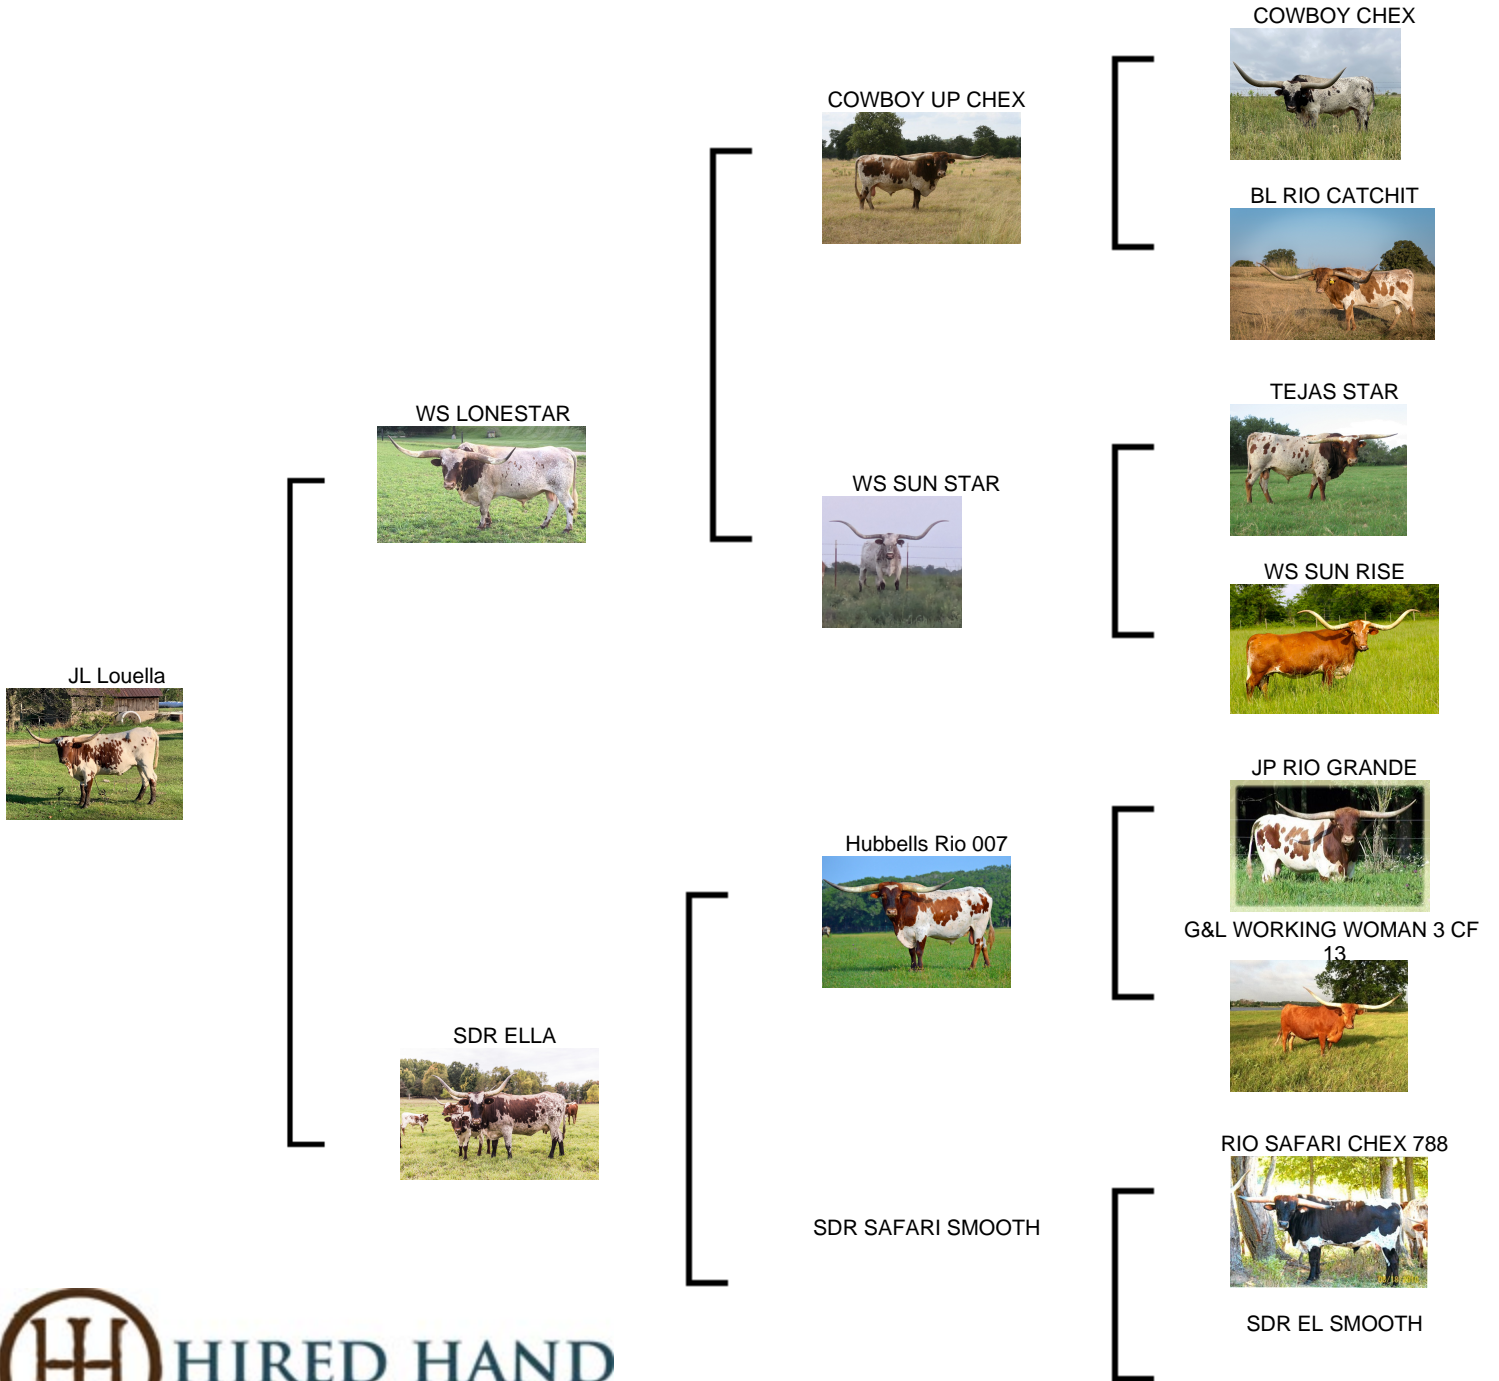 COWBOY CHEX
COWBOY UP CHEX
BL RIO CATCHIT
TEJAS STAR
WS LONESTAR
WS SUN STAR
WS SUN RISE
JL Louella
JP RIO GRANDE
Hubbells Rio 007
G&L WORKING WOMAN 3 CF
13
SDR ELLA
RIO SAFARI CHEX 788
SDR SAFARI SMOOTH
SDR EL SMOOTH
HIRED HAND